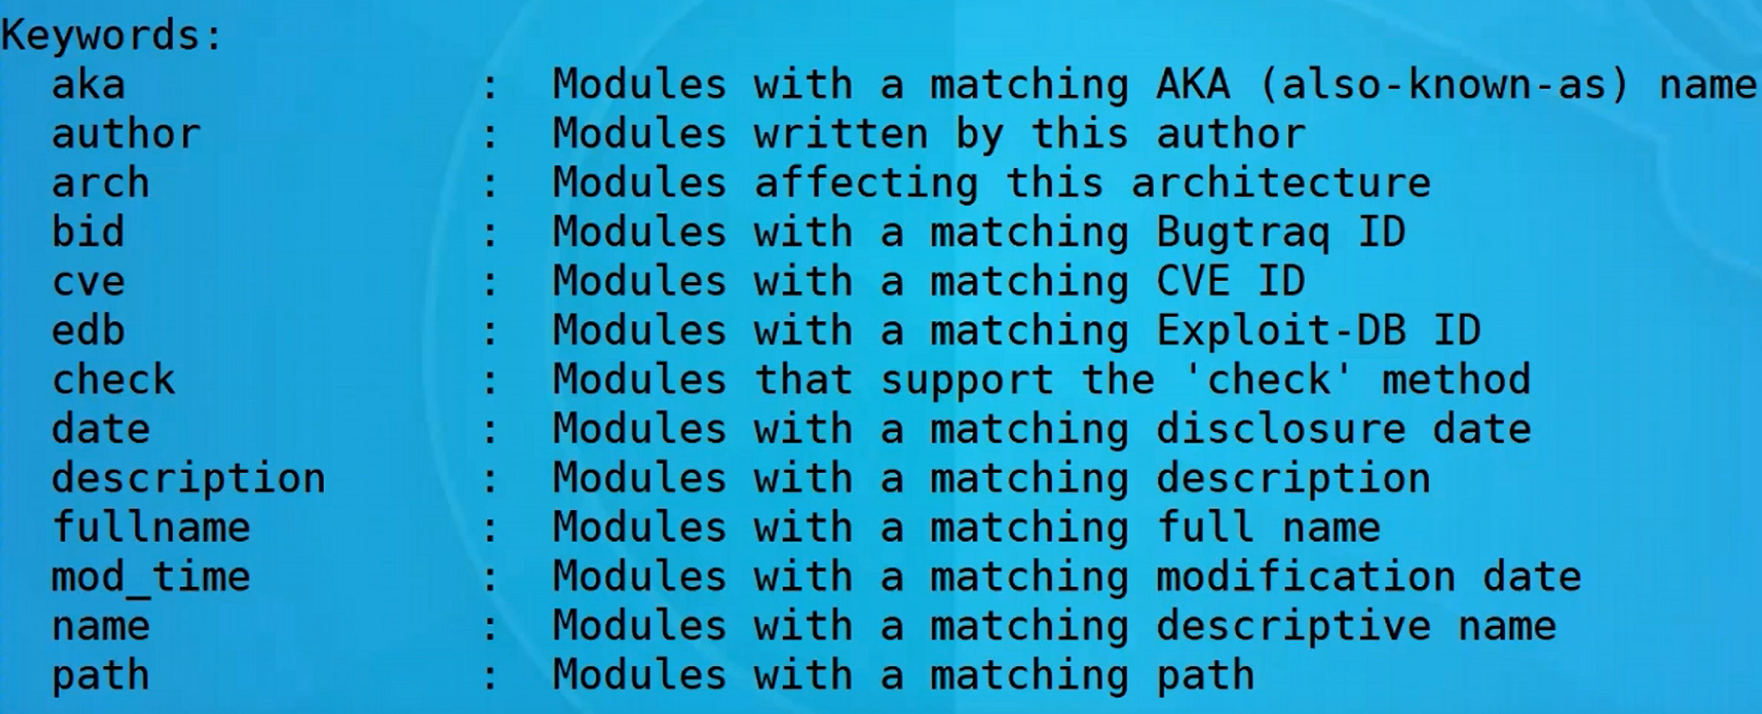 Keywords:
aka : Modules with a matching AKA (also-known-as) name
author : Modules written by this author
arch : Modules affecting this architecture
bid : Modules with a matching Bugtraq ID
cve : Modules with a matching CVE ID
edb : Modules with a matching Exploit-DB ID
check : Modules that support the 'check' method
date : Modules with a matching disclosure date
description : Modules with a matching description
fullname : Modules with a matching full name
mod_time : Modules with a matching modification date
name : Modules with a matching descriptive name
path : Modules with a matching path